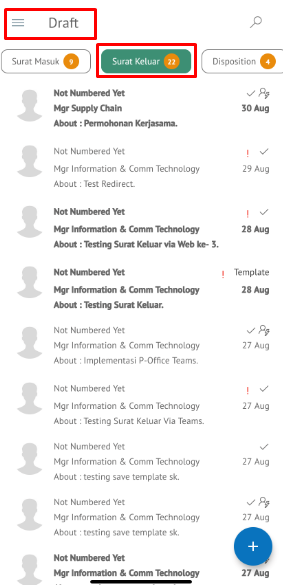 Draft
Surat Masuk 9
Surat Keluar 22
Disposition 4
Not Numbered Yet
Mgr Supply Chain 30 Aug
About : Permohonan Kerjasama.
Not Numbered Yet !
Mgr Information & Comm Technology 29 Aug
About : Test Redirect.
Not Numbered Yet !
Mgr Information & Comm Technology 28 Aug
About : Testing Surat Keluar via Web ke- 3.
Not Numbered Yet ! Template
Mgr Information & Comm Technology 28 Aug
About : Testing Surat Keluar.
Not Numbered Yet
Mgr Information & Comm Technology 27 Aug
About : Implementasi P-Office Teams.
Not Numbered Yet !
Mgr Information & Comm Technology 27 Aug
About : Testing Surat Keluar Via Teams.
Not Numbered Yet
Mgr Information & Comm Technology 27 Aug
About : testing save template sk.
Not Numbered Yet
Mgr Information & Comm Technology 27 Aug
About : testing save template sk.
Not Numbered Yet
Mgr Information & Comm Technology 27 Aug